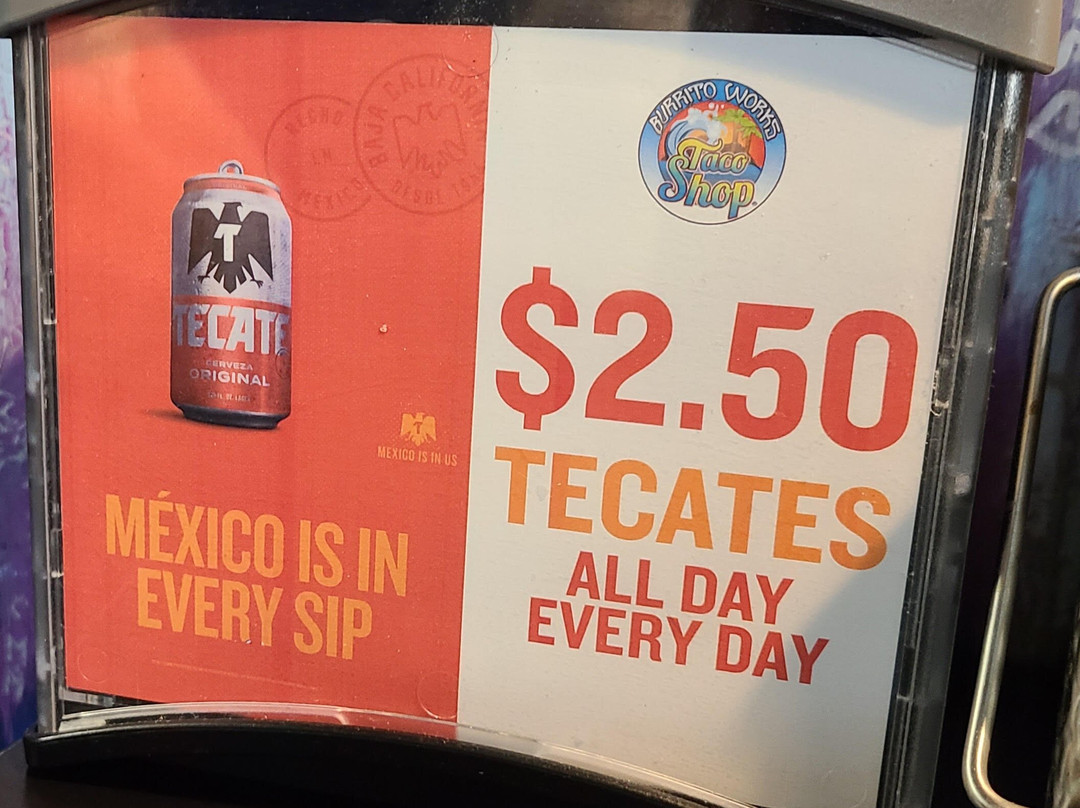 HECHO
EN
MÉXICO
BAJA CALIFORNIA
DESDE
T
TECATE
CERVEZA
ORIGINAL
MEXICO IS IN US
MÉXICO IS IN
EVERY SIP
BURRITO WORKS
Taco
Shop
$2.50
TECATES
ALL DAY
EVERY DAY